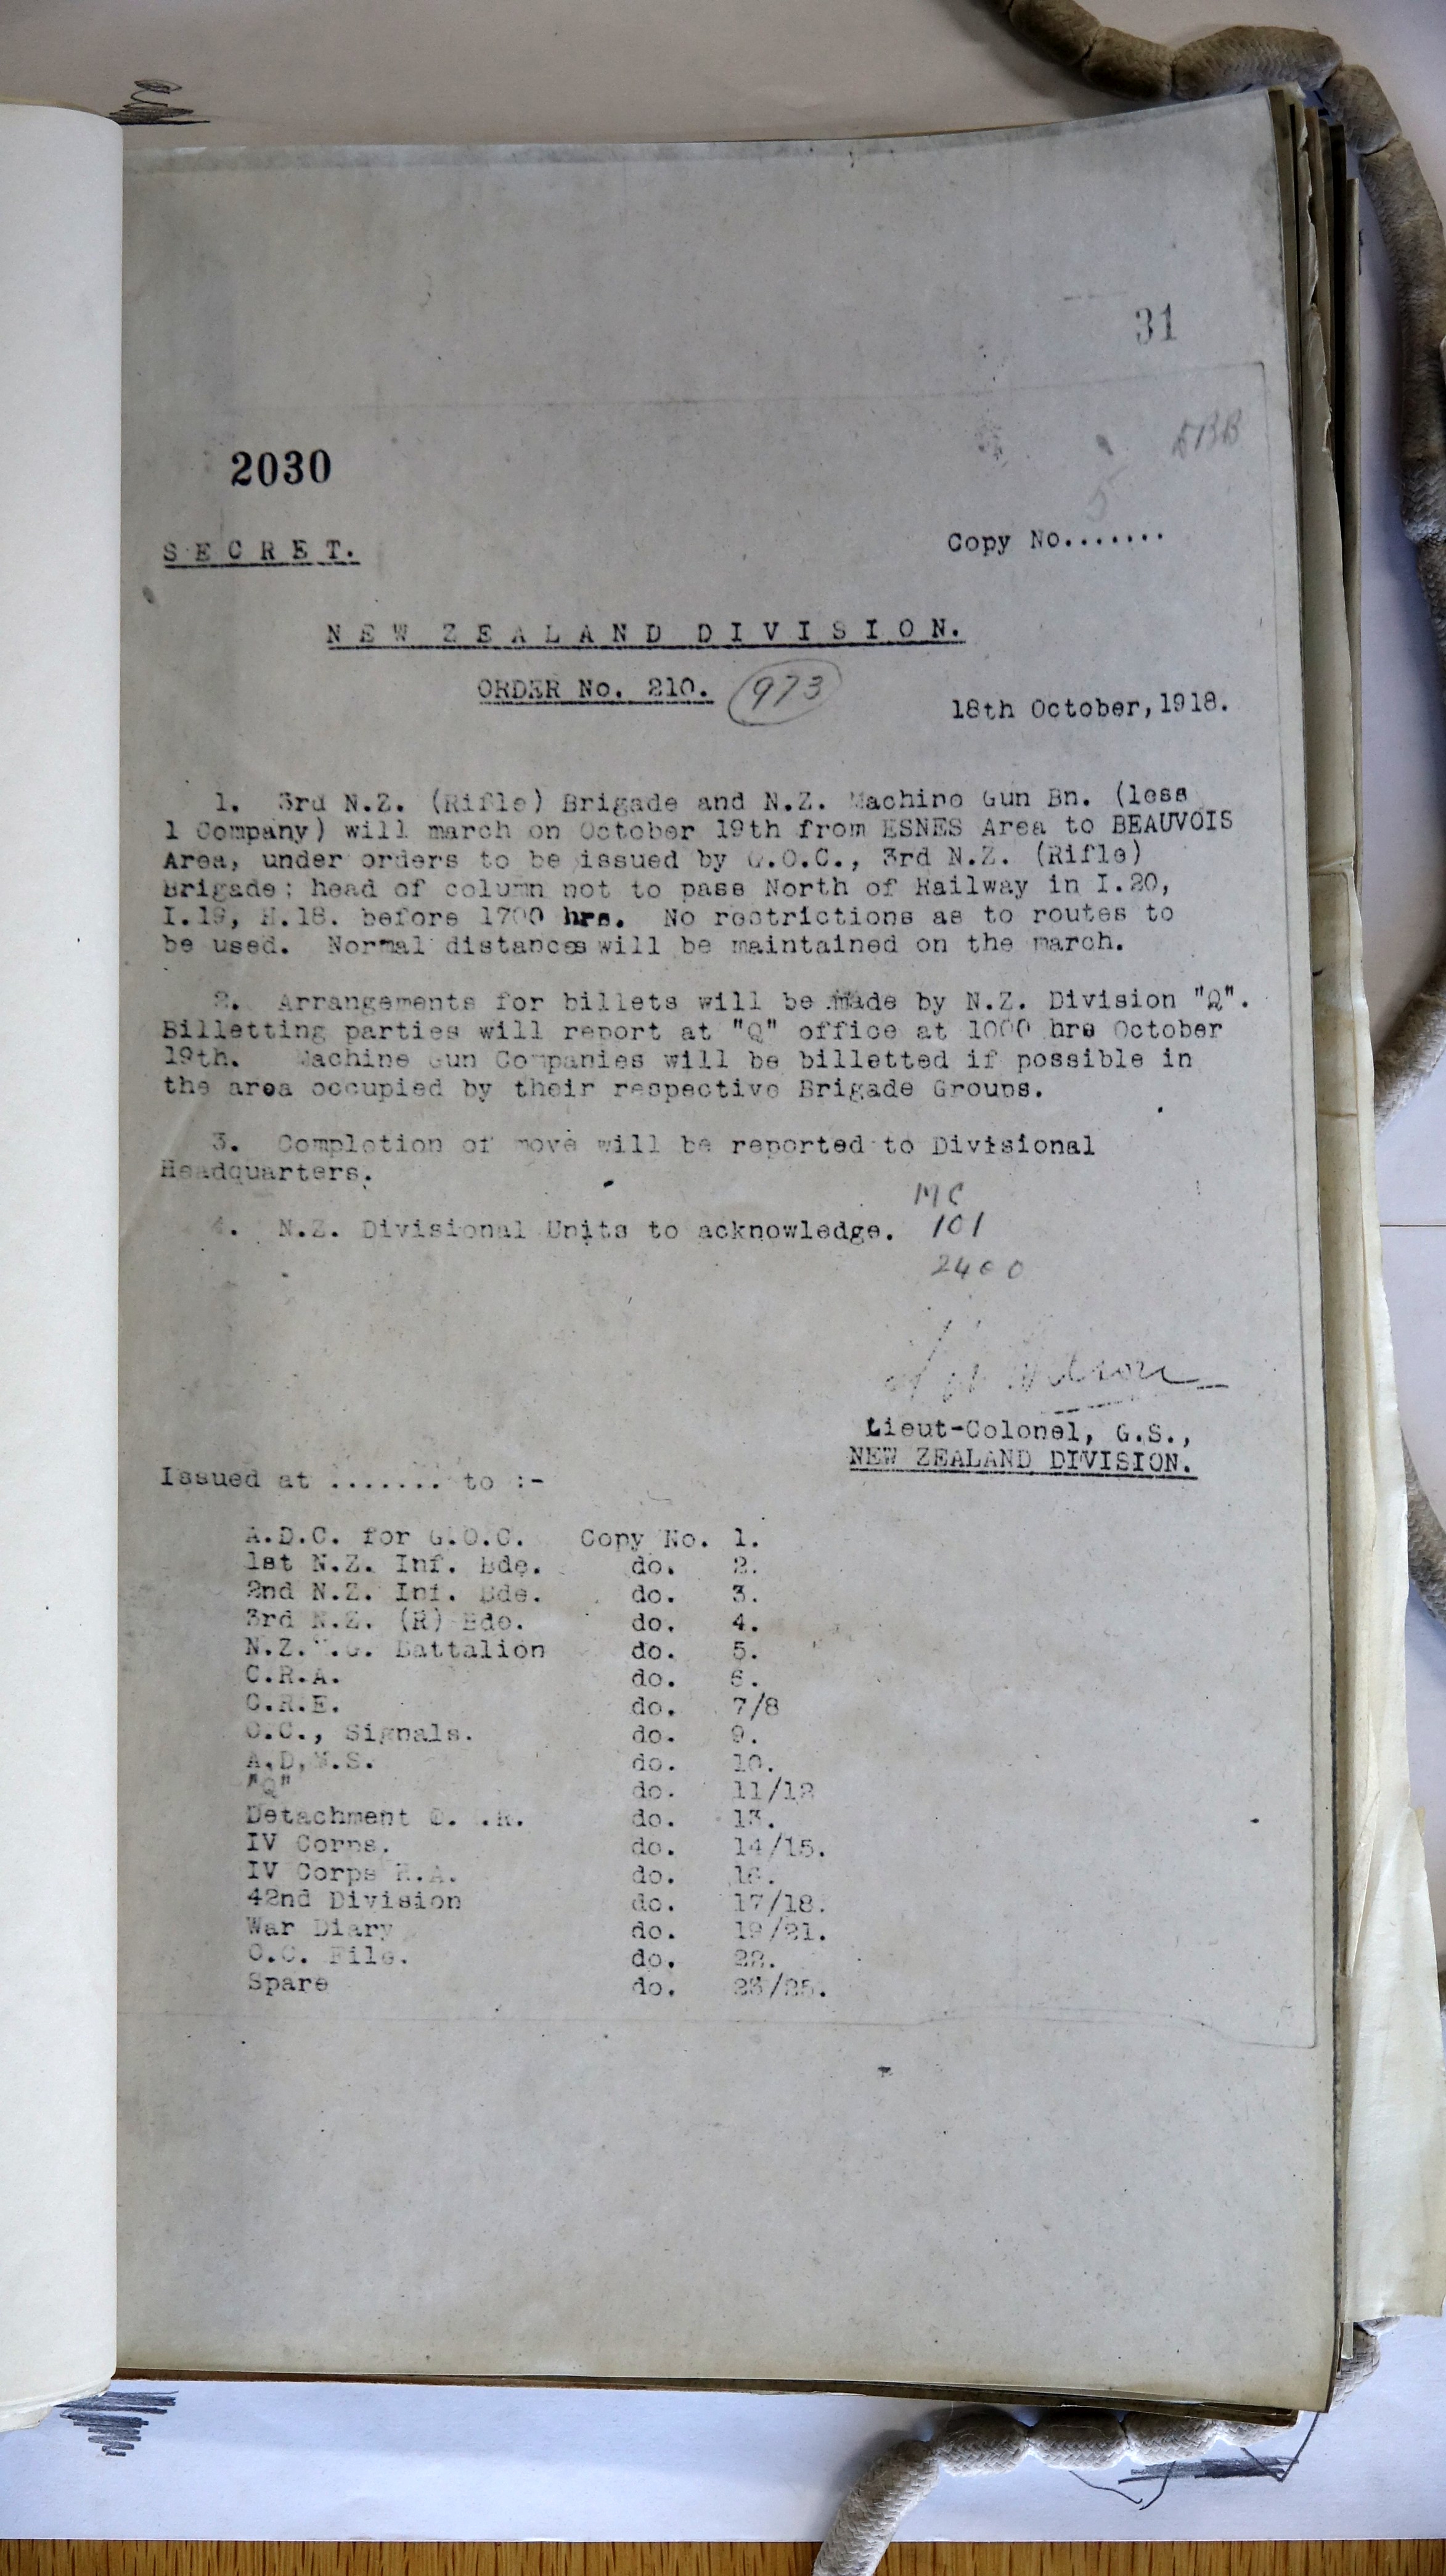 31
2030
5
S E C R E T.
Copy No.......
N E W Z E A L A N D D I V I S I O N.
ORDER No. 210. 973
18th October, 1918.
1. 3rd N.Z. (Rifle) Brigade and N.Z. Machine Gun Bn. (less
1 Company) will march on October 19th from ESNES Area to BEAUVOIS
Area, under orders to be issued by G.O.C., 3rd N.Z. (Rifle)
Brigade: head of column not to pass North of Railway in I.20,
I.19, H.18. before 1700 hrs. No restrictions as to routes to
be used. Normal distances will be maintained on the march.
2. Arrangements for billets will be made by N.Z. Division "Q".
Billetting parties will report at "Q" office at 1000 hrs October
19th. Machine Gun Companies will be billetted if possible in
the area occupied by their respective Brigade Groups.
3. Completion of move will be reported to Divisional
Headquarters.
MC
4. N.Z. Divisional Units to acknowledge. 101
2400
Lieut-Colonel, G.S.,
NEW ZEALAND DIVISION.
Issued at ....... to :-
A.D.C. for G.O.C. Copy No. 1.
1st N.Z. Inf. Bde. do. 2.
2nd N.Z. Inf. Bde. do. 3.
3rd N.Z. (R) Bde. do. 4.
N.Z.M.G. Battalion do. 5.
C.R.A. do. 6.
C.R.E. do. 7/8
O.C., Signals. do. 9.
A.D.M.S. do. 10.
"Q" do. 11/12
Detachment do. 13.
IV Corps. do. 14/15.
IV Corps H.A. do. 16.
42nd Division do. 17/18.
War Diary do. 19/21.
O.C. File. do. 22.
Spare do. 23/25.